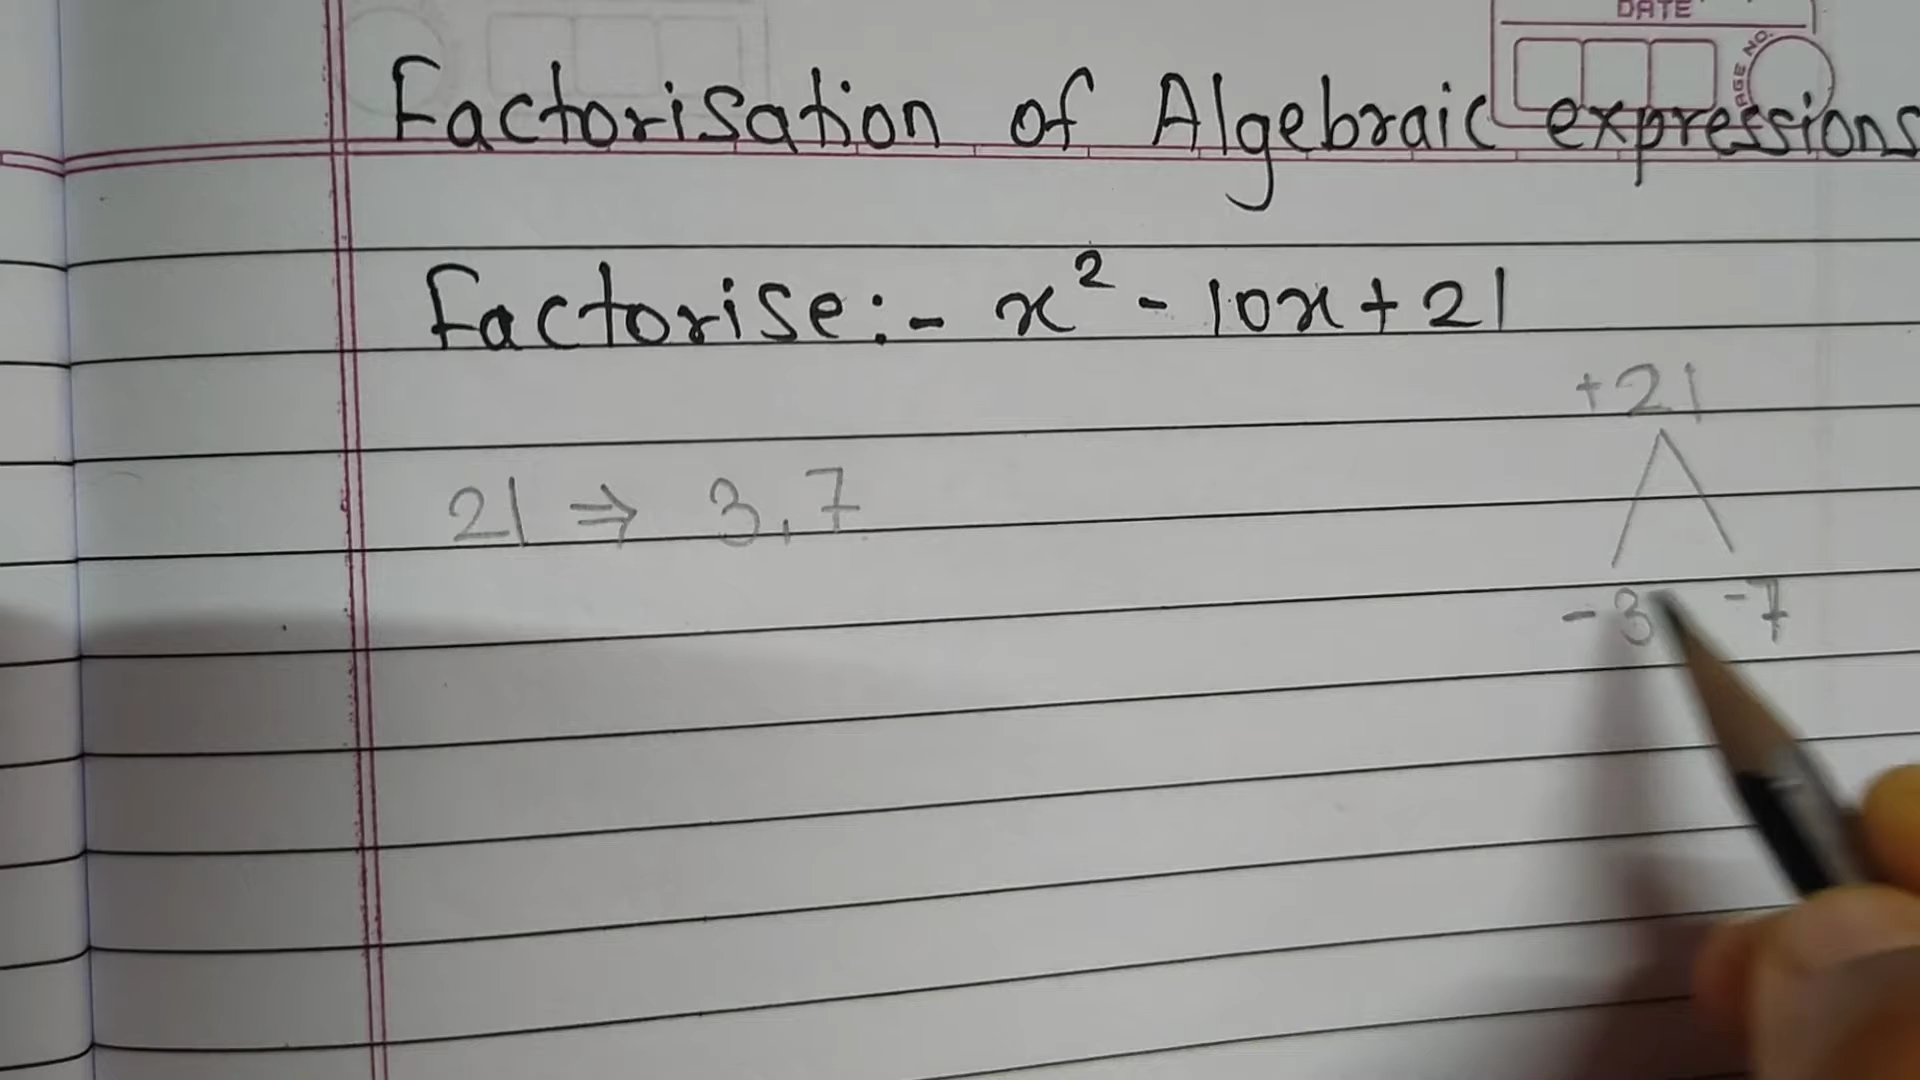 DATE
PAGE NO.
Factorisation of Algebraic expressions
Factorise:- x² - 10x + 21
+21
21 ⇒ 3, 7
-3 -7